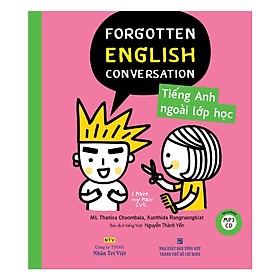 FORGOTTEN
ENGLISH
CONVERSATION
Tiếng Anh
ngoài lớp học
I have
my hair
cut.
MP3
CD
ML Thanisa Choombala, Kunthida Rungruengkiat
Bản dịch tiếng Việt: Nguyễn Thành Yến
NTV
Công ty TNHH
Nhân Trí Việt
NHÀ XUẤT BẢN TỔNG HỢP
THÀNH PHỐ HỒ CHÍ MINH